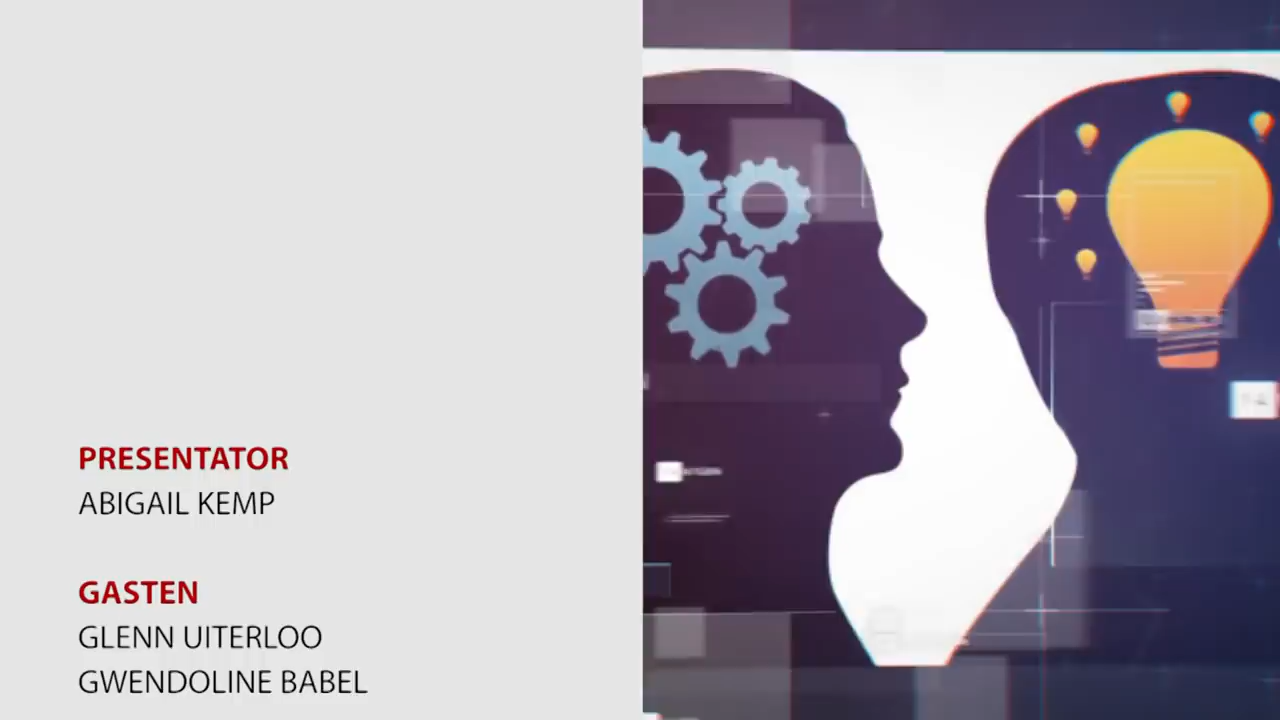 PRESENTATOR
ABIGAIL KEMP
GASTEN
GLENN UITERLOO
GWENDOLINE BABEL